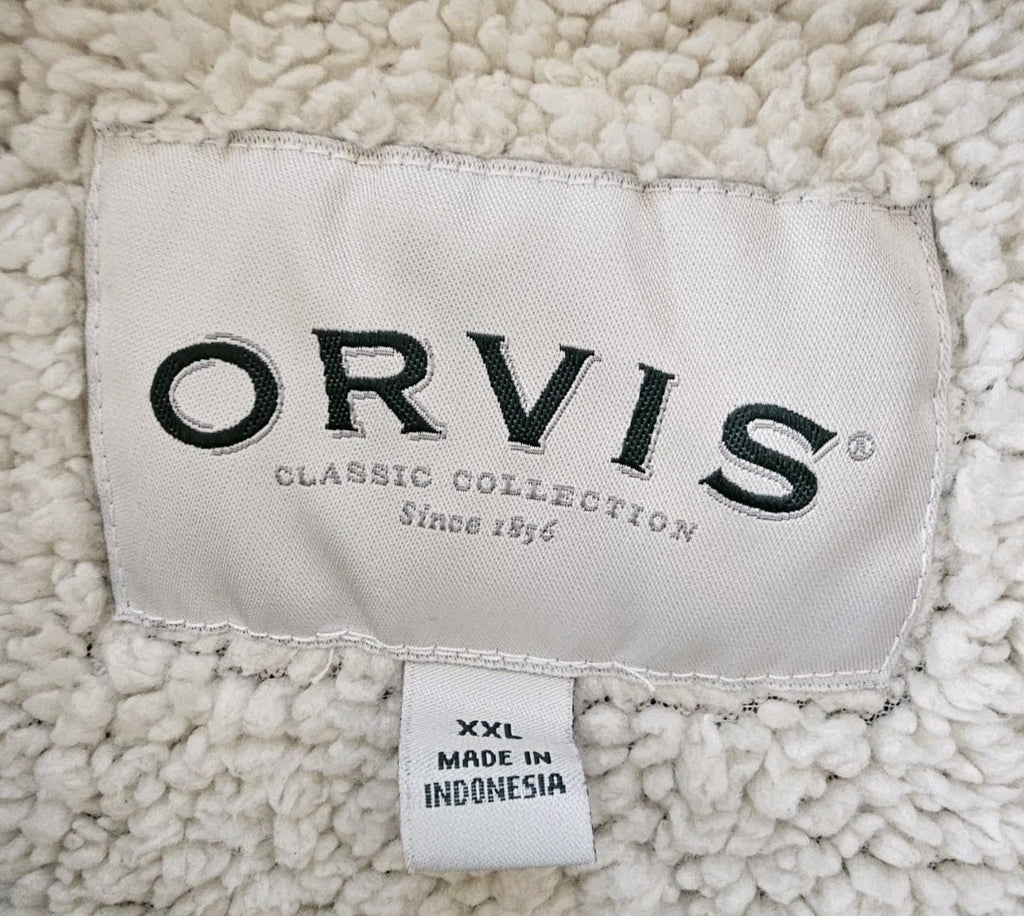 ORVIS®
CLASSIC COLLECTION
Since 1856
XXL
MADE IN
INDONESIA